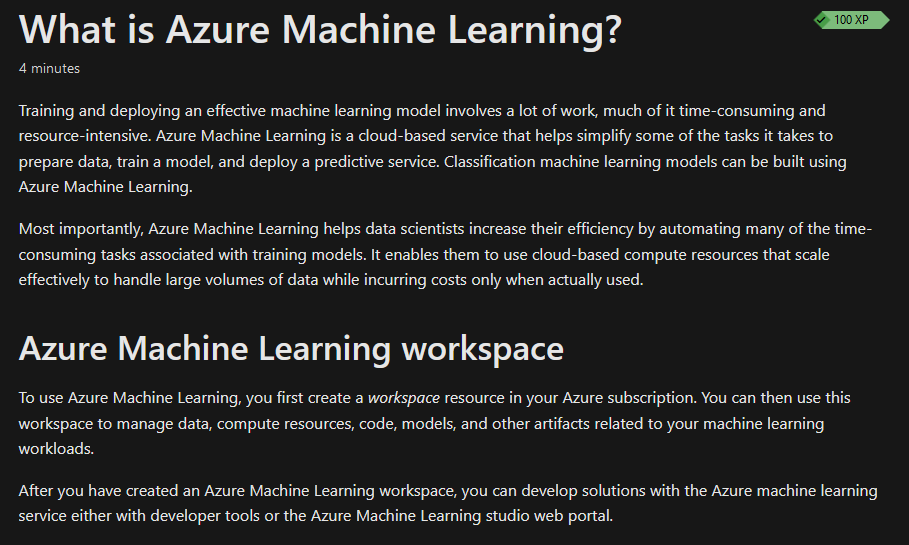 What is Azure Machine Learning?
100 XP
4 minutes
Training and deploying an effective machine learning model involves a lot of work, much of it time-consuming and
resource-intensive. Azure Machine Learning is a cloud-based service that helps simplify some of the tasks it takes to
prepare data, train a model, and deploy a predictive service. Classification machine learning models can be built using
Azure Machine Learning.
Most importantly, Azure Machine Learning helps data scientists increase their efficiency by automating many of the time-
consuming tasks associated with training models. It enables them to use cloud-based compute resources that scale
effectively to handle large volumes of data while incurring costs only when actually used.
Azure Machine Learning workspace
To use Azure Machine Learning, you first create a workspace resource in your Azure subscription. You can then use this
workspace to manage data, compute resources, code, models, and other artifacts related to your machine learning
workloads.
After you have created an Azure Machine Learning workspace, you can develop solutions with the Azure machine learning
service either with developer tools or the Azure Machine Learning studio web portal.